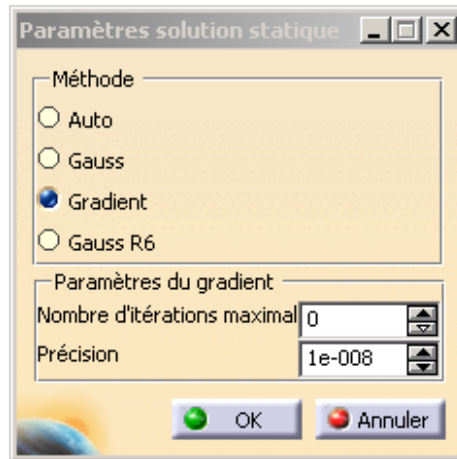 Paramètres solution statique
Méthode
Auto
Gauss
Gradient
Gauss R6
Paramètres du gradient
Nombre d'itérations maximal 0
Précision 1e-008
OK Annuler